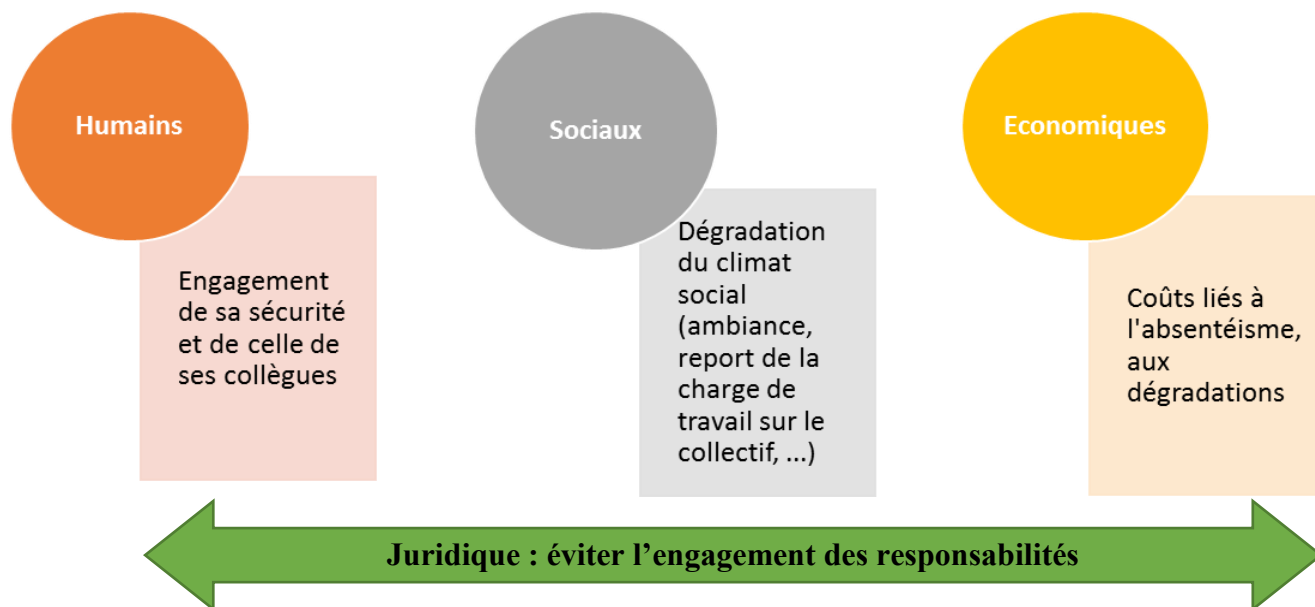 Humains
Engagement
de sa sécurité
et de celle de
ses collègues
Sociaux
Dégradation
du climat
social
(ambiance,
report de la
charge de
travail sur le
collectif, ...)
Economiques
Coûts liés à
l'absentéisme,
aux
dégradations
Juridique : éviter l’engagement des responsabilités